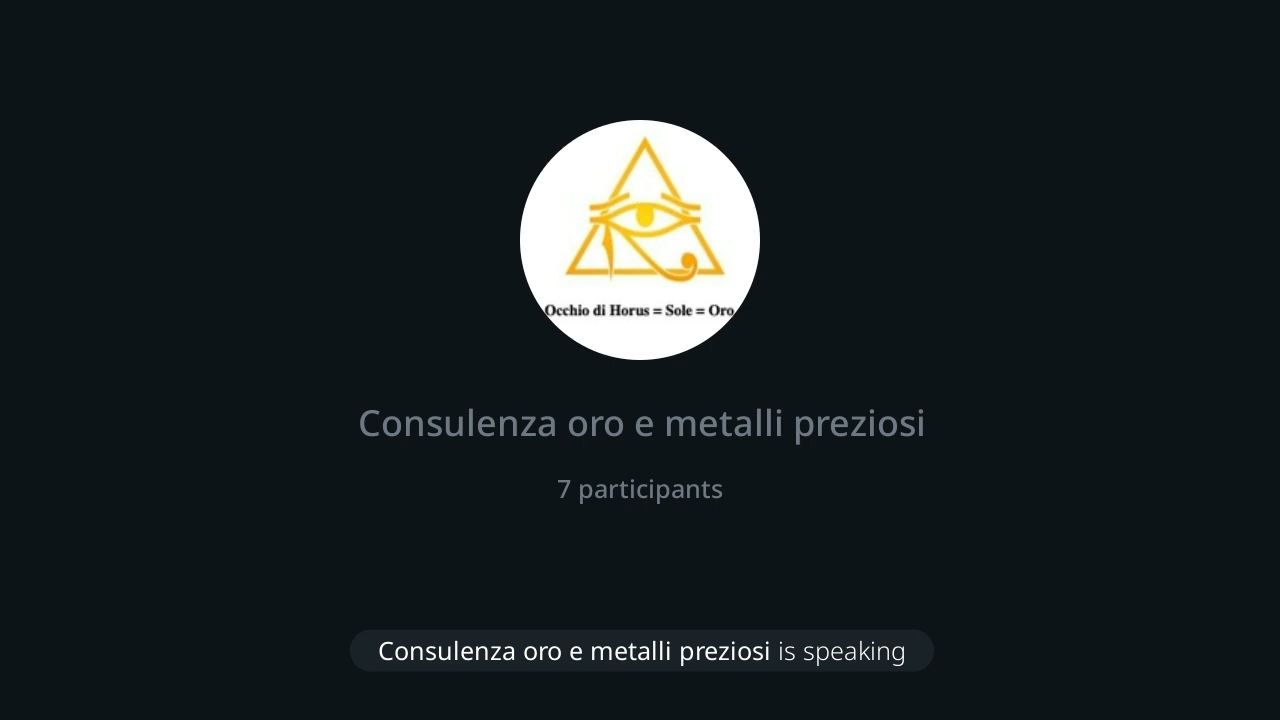 Occhio di Horus = Sole = Oro
Consulenza oro e metalli preziosi
7 participants
Consulenza oro e metalli preziosi is speaking